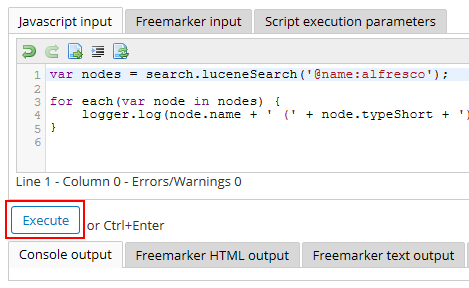 Javascript input Freemarker input Script execution parameters
1 var nodes = search.luceneSearch('@name:alfresco');
2
3 for each(var node in nodes) {
4 logger.log(node.name + ' (' + node.typeShort + ')
5 }
6
Line 1 - Column 0 - Errors/Warnings 0
Execute or Ctrl+Enter
Console output Freemarker HTML output Freemarker text output